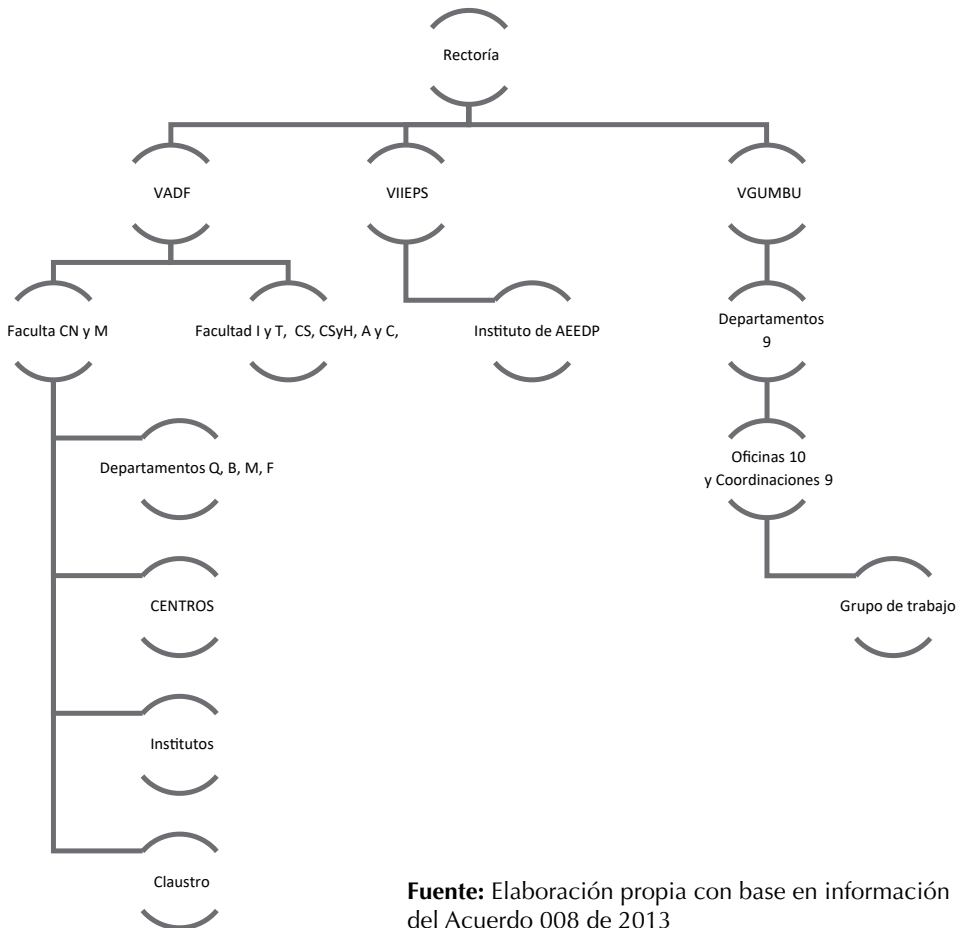 Rectoría
VADF
VIIEPS
VGUMBU
Faculta CN y M
Facultad I y T, CS, CSyH, A y C,
Instituto de AEEDP
Departamentos
9
Departamentos Q, B, M, F
Oficinas 10
y Coordinaciones 9
CENTROS
Grupo de trabajo
Institutos
Claustro
Fuente: Elaboración propia con base en información
del Acuerdo 008 de 2013